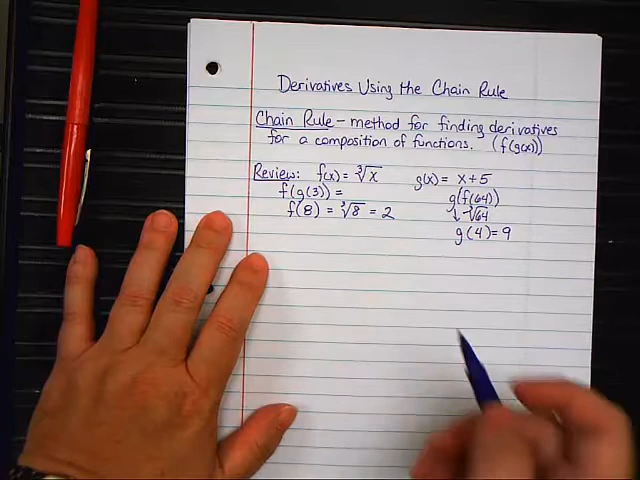 Derivatives Using the Chain Rule
Chain Rule - method for finding derivatives
for a composition of functions. (f(g(x)))
Review: f(x) = ∛x g(x) = x+5
f(g(3)) = g(f(64))
f(8) = ∛8 = 2 ↓ ∛64
g(4) = 9